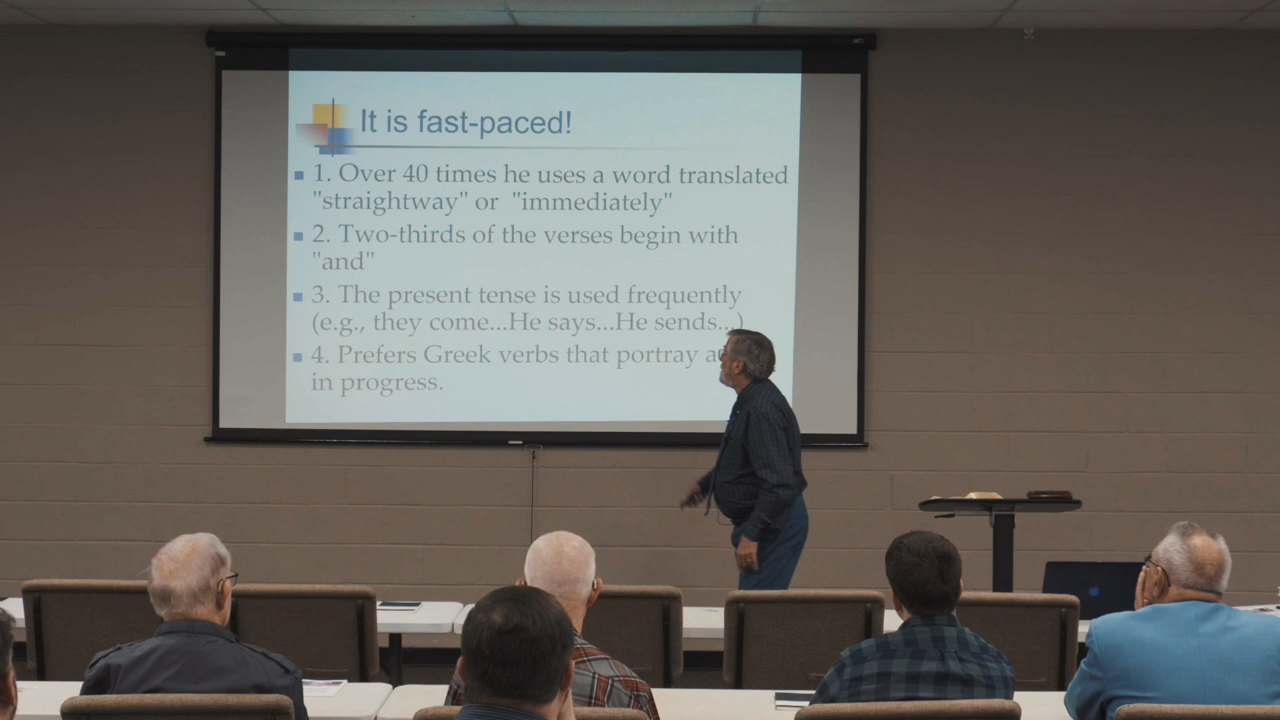 It is fast-paced!
1. Over 40 times he uses a word translated
"straightway" or "immediately"
2. Two-thirds of the verses begin with
"and"
3. The present tense is used frequently
(e.g., they come...He says...He sends...)
4. Prefers Greek verbs that portray
in progress.